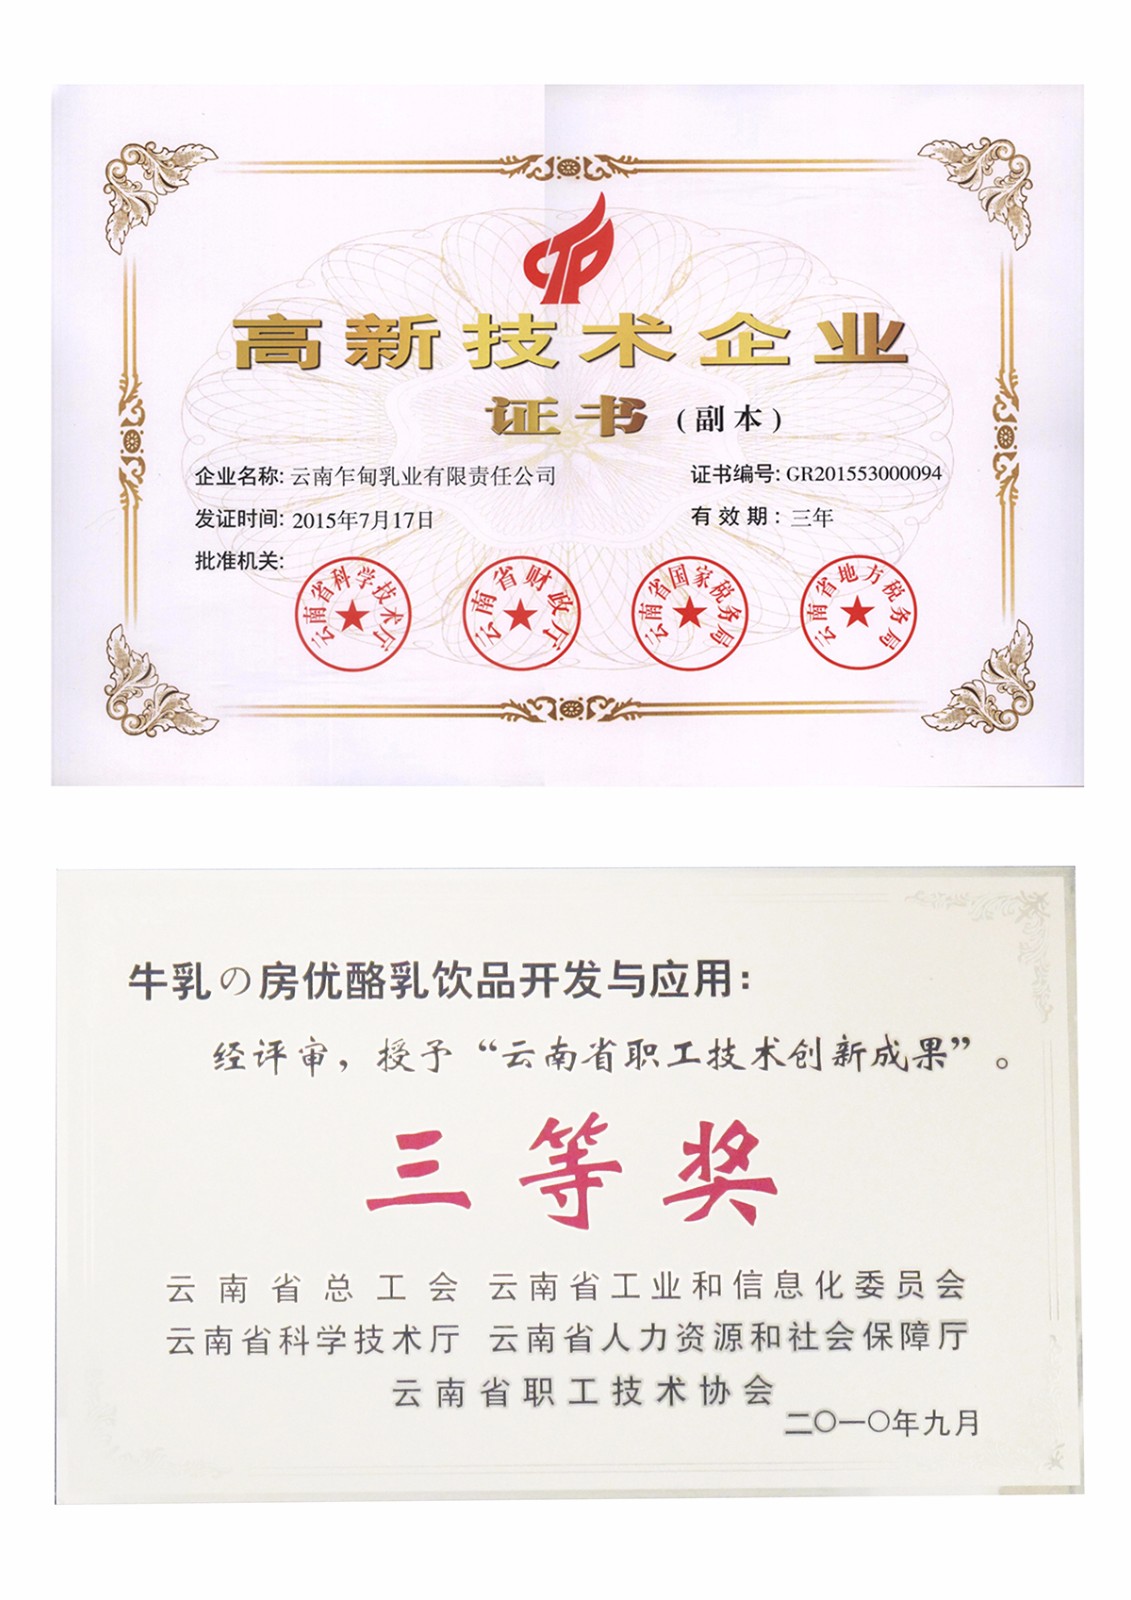 高新技术企业
证书 (副本)
企业名称: 云南乍甸乳业有限责任公司
证书编号: GR201553000094
发证时间: 2015年7月17日
有效期: 三年
批准机关:
云南省科学技术厅
云南省财政厅
云南省国家税务局
云南省地方税务局
牛乳の房优酪乳饮品开发与应用:
经评审，授予“云南省职工技术创新成果”。
三等奖
云南省总工会 云南省工业和信息化委员会
云南省科学技术厅 云南省人力资源和社会保障厅
云南省职工技术协会
二〇一〇年九月